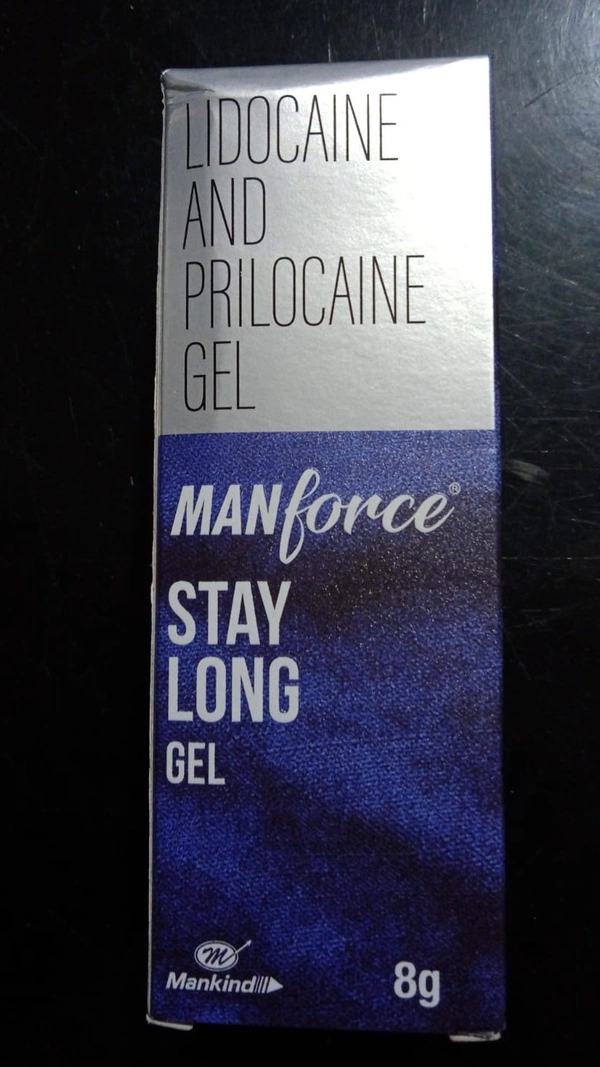 LIDOCAINE
AND
PRILOCAINE
GEL
MANforce®
STAY
LONG
GEL
m
Mankind
8g